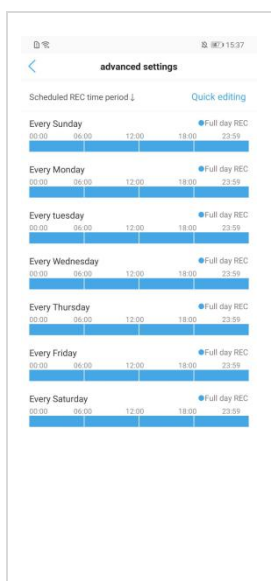 15:37
advanced settings
Scheduled REC time period↓ Quick editing
Every Sunday Full day REC
00:00 06:00 12:00 18:00 23:59
Every Monday Full day REC
00:00 06:00 12:00 18:00 23:59
Every tuesday Full day REC
00:00 06:00 12:00 18:00 23:59
Every Wednesday Full day REC
00:00 06:00 12:00 18:00 23:59
Every Thursday Full day REC
00:00 06:00 12:00 18:00 23:59
Every Friday Full day REC
00:00 06:00 12:00 18:00 23:59
Every Saturday Full day REC
00:00 06:00 12:00 18:00 23:59